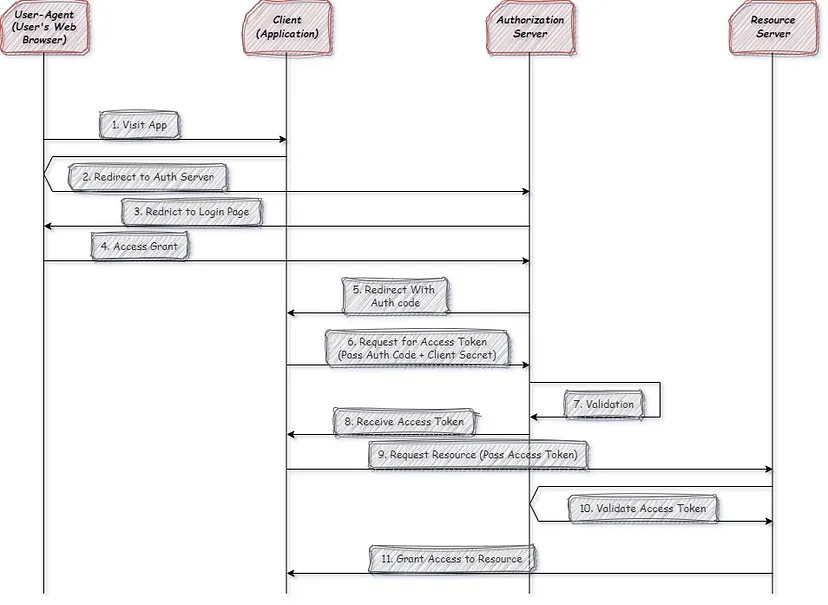 User-Agent
(User's Web
Browser)
Client
(Application)
Authorization
Server
Resource
Server
1. Visit App
2. Redirect to Auth Server
3. Redrict to Login Page
4. Access Grant
5. Redirect With
Auth code
6. Request for Access Token
(Pass Auth Code + Client Secret)
7. Validation
8. Receive Access Token
9. Request Resource (Pass Access Token)
10. Validate Access Token
11. Grant Access to Resource